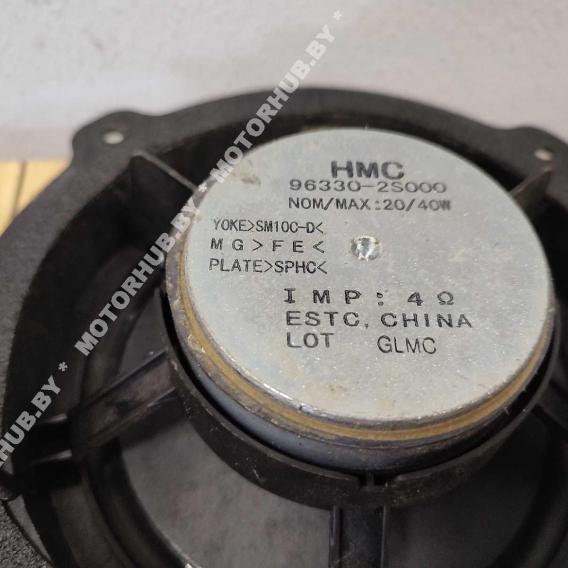 HMC
96330-2S000
NOM/MAX:20/40W
YOKE>SM10C-D<
MG>FE<
PLATE>SPHC<
IMP: 4Ω
ESTC, CHINA
LOT GLMC
MOTORHUB.BY * MOTORHUB.BY * MOTORHUB.BY *